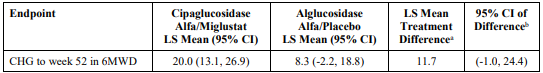 Endpoint
Cipaglucosidase
Alfa/Miglustat
LS Mean (95% CI)
Alglucosidase
Alfa/Placebo
LS Mean (95% CI)
LS Mean
Treatment
Differenceᵃ
95% CI of
Differenceᵇ
CHG to week 52 in 6MWD
20.0 (13.1, 26.9)
8.3 (-2.2, 18.8)
11.7
(-1.0, 24.4)